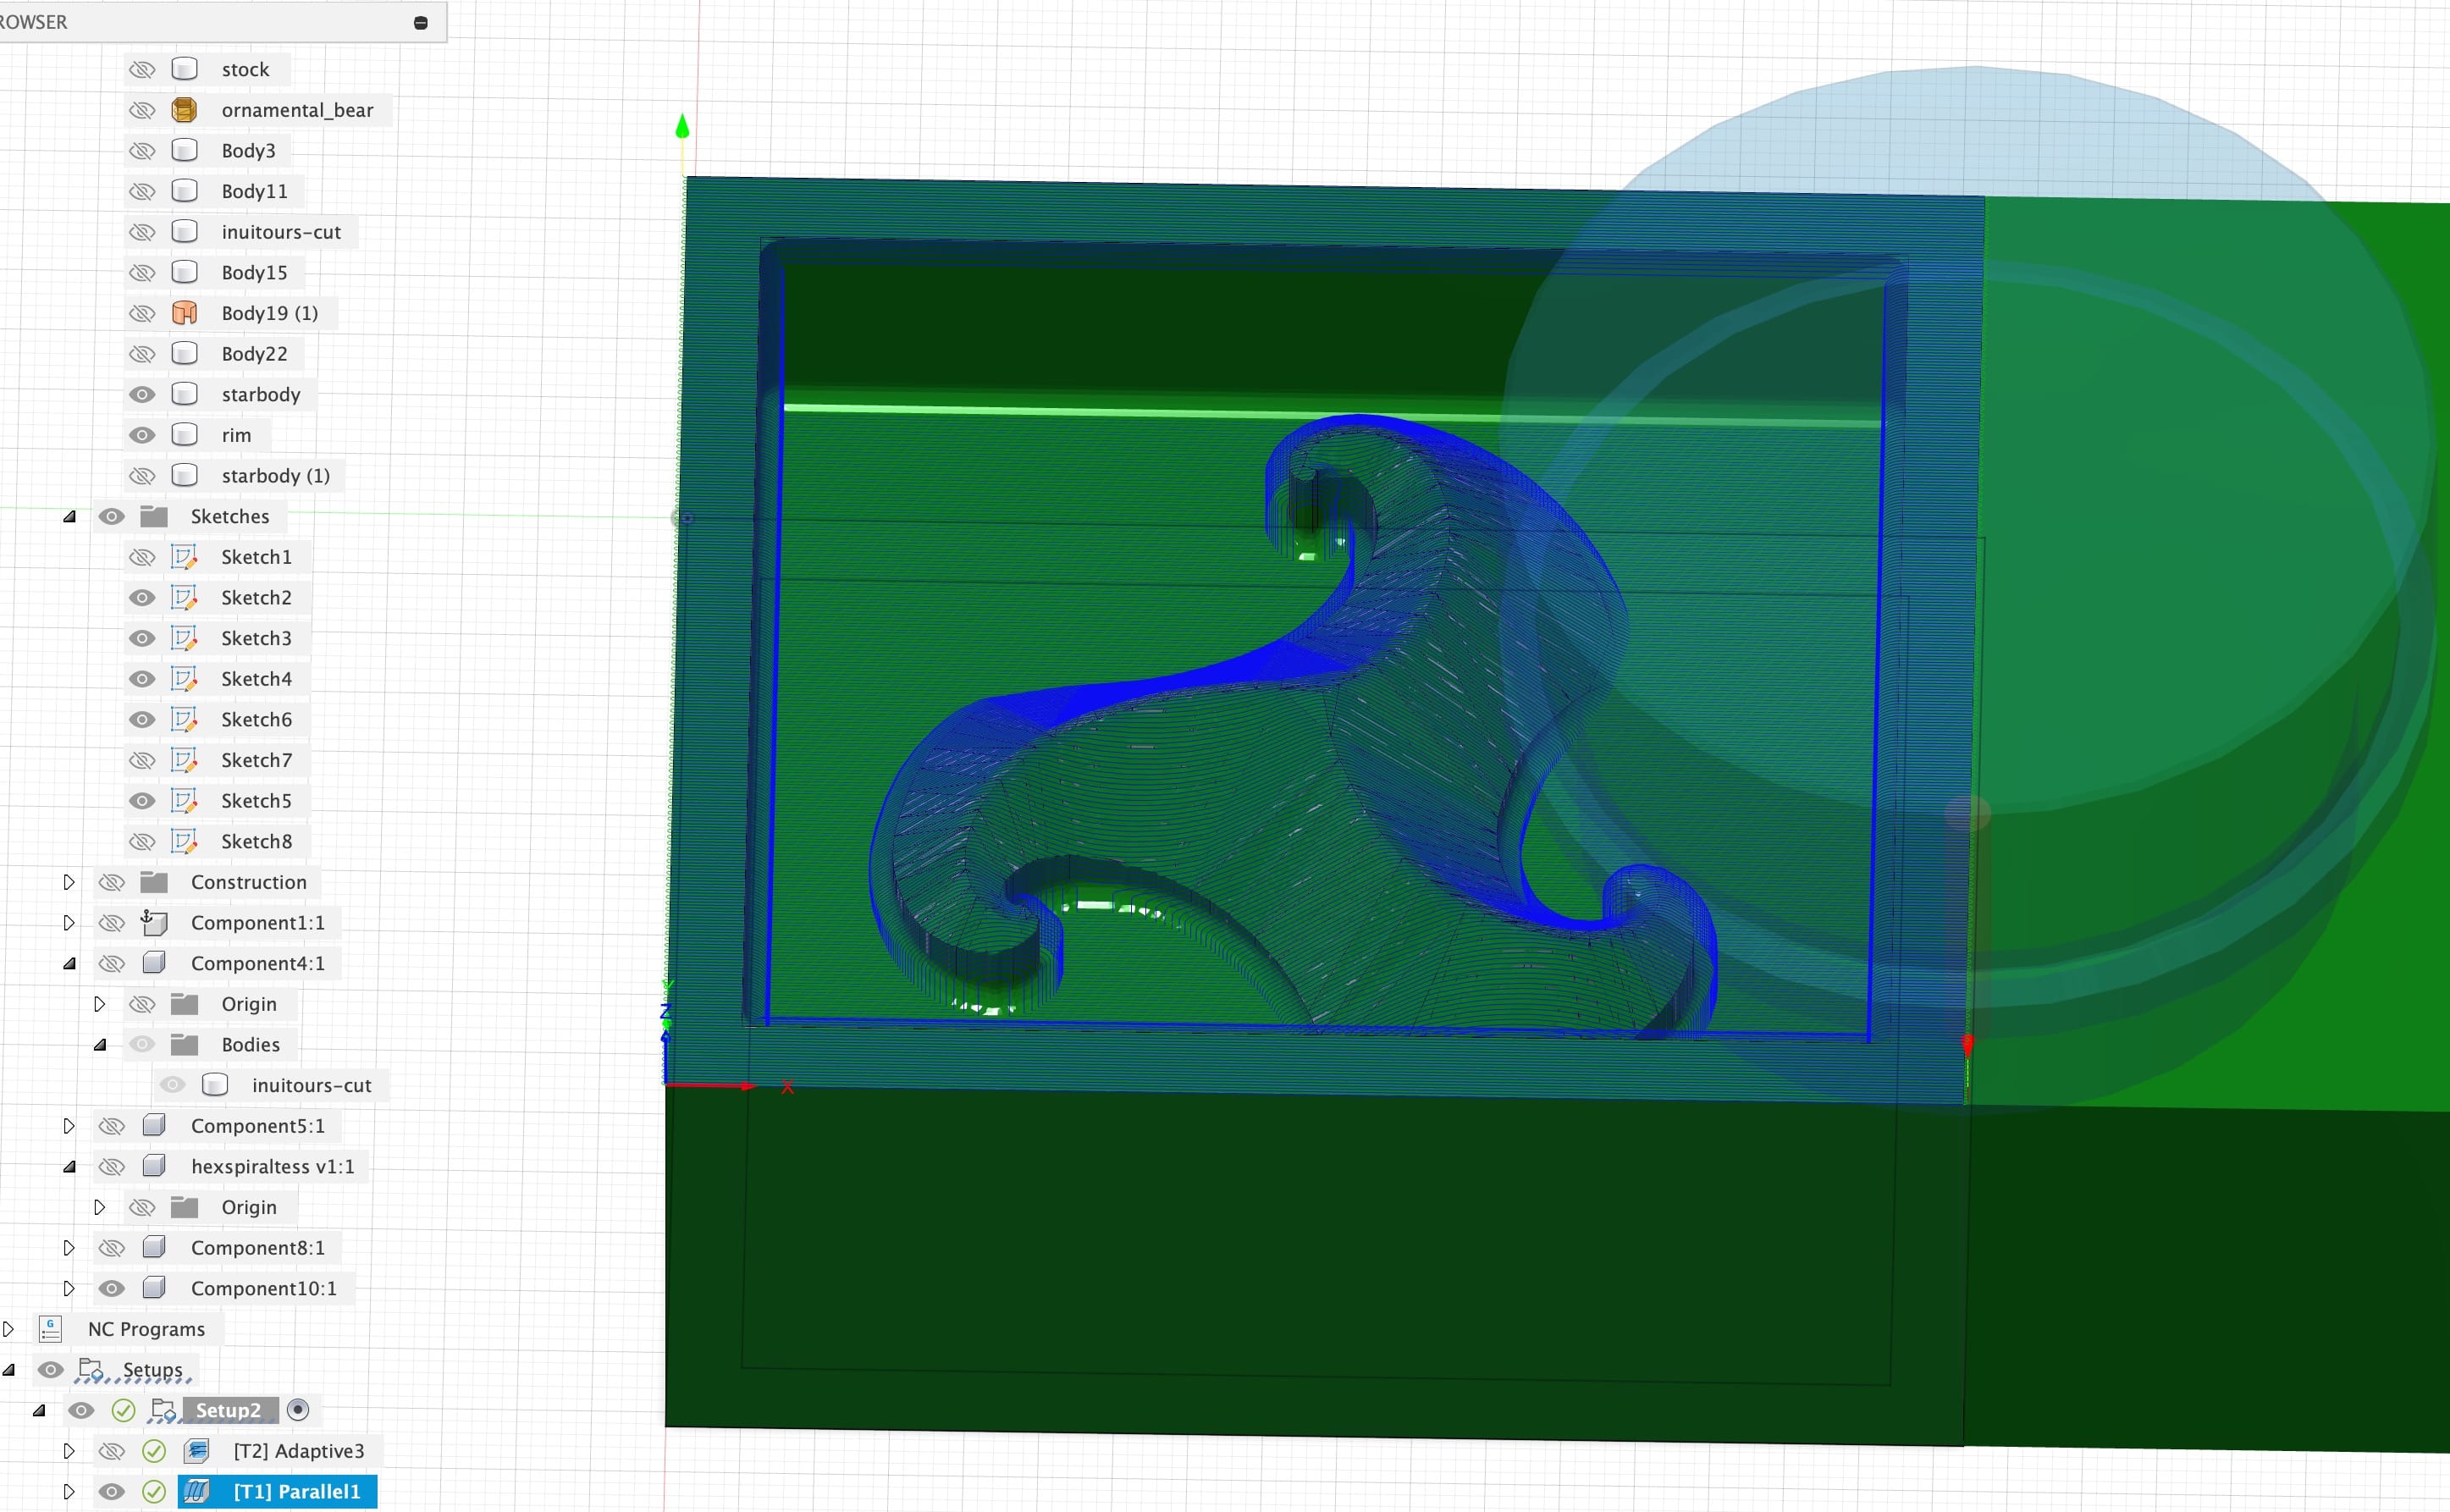 ROWSER
stock
ornamental_bear
Body3
Body11
inuitours-cut
Body15
Body19 (1)
Body22
starbody
rim
starbody (1)
Sketches
Sketch1
Sketch2
Sketch3
Sketch4
Sketch6
Sketch7
Sketch5
Sketch8
Construction
Component1:1
Component4:1
Origin
Bodies
inuitours-cut
Component5:1
hexspiraltess v1:1
Origin
Component8:1
Component10:1
NC Programs
Setups
Setup2
[T2] Adaptive3
[T1] Parallel1
Y
Z
X